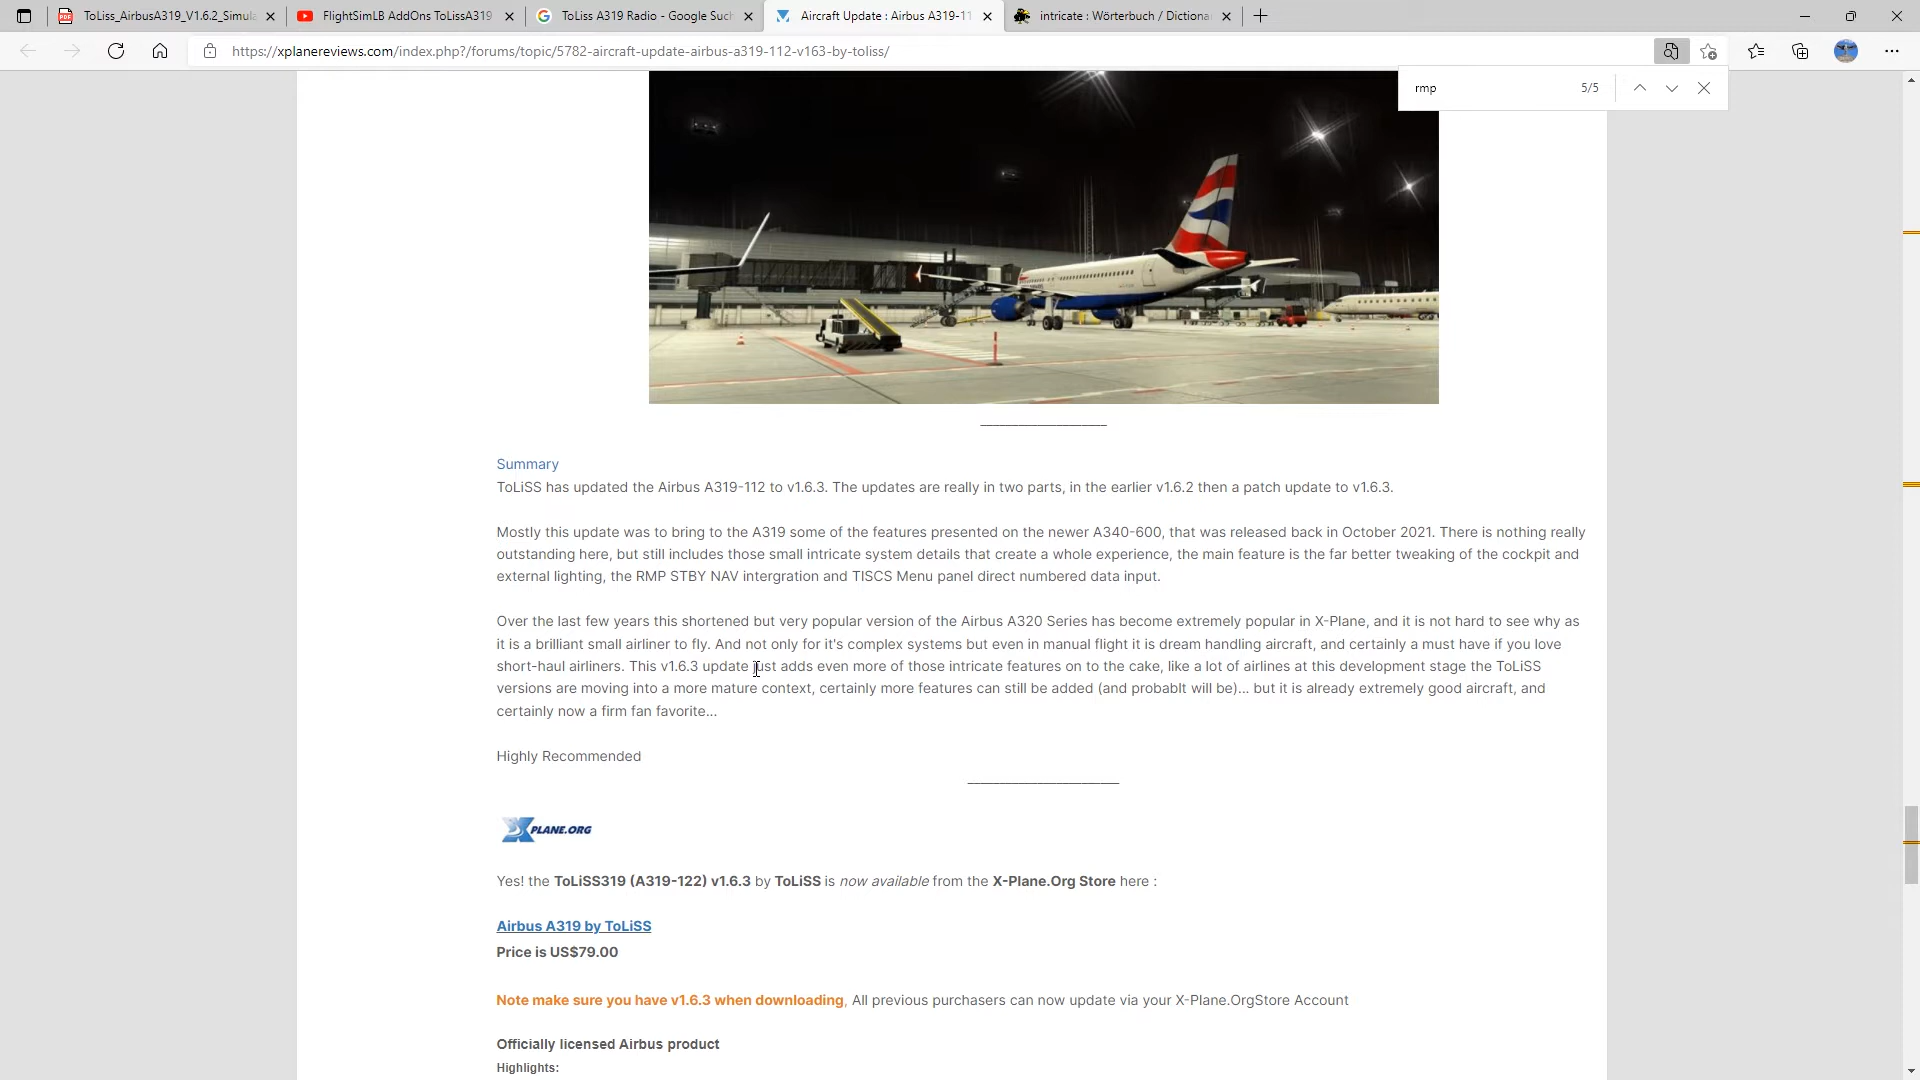 ToLiss_AirbusA319_V1.6.2_Simula
FlightSimLB AddOns ToLissA319
ToLiss A319 Radio - Google Such
Aircraft Update : Airbus A319-11
intricate : Wörterbuch / Dictiona
https://xplanereviews.com/index.php?/forums/topic/5782-aircraft-update-airbus-a319-112-v163-by-toliss/
rmp 5/5
Summary
ToLiSS has updated the Airbus A319-112 to v1.6.3. The updates are really in two parts, in the earlier v1.6.2 then a patch update to v1.6.3.
Mostly this update was to bring to the A319 some of the features presented on the newer A340-600, that was released back in October 2021. There is nothing really
outstanding here, but still includes those small intricate system details that create a whole experience, the main feature is the far better tweaking of the cockpit and
external lighting, the RMP STBY NAV intergration and TISCS Menu panel direct numbered data input.
Over the last few years this shortened but very popular version of the Airbus A320 Series has become extremely popular in X-Plane, and it is not hard to see why as
it is a brilliant small airliner to fly. And not only for it's complex systems but even in manual flight it is dream handling aircraft, and certainly a must have if you love
short-haul airliners. This v1.6.3 update just adds even more of those intricate features on to the cake, like a lot of airlines at this development stage the ToLiSS
versions are moving into a more mature context, certainly more features can still be added (and probablt will be)... but it is already extremely good aircraft, and
certainly now a firm fan favorite...
Highly Recommended
X PLANE.ORG
Yes! the ToLiSS319 (A319-122) v1.6.3 by ToLiSS is now available from the X-Plane.Org Store here :
Airbus A319 by ToLiSS
Price is US$79.00
Note make sure you have v1.6.3 when downloading, All previous purchasers can now update via your X-Plane.OrgStore Account
Officially licensed Airbus product
Highlights: